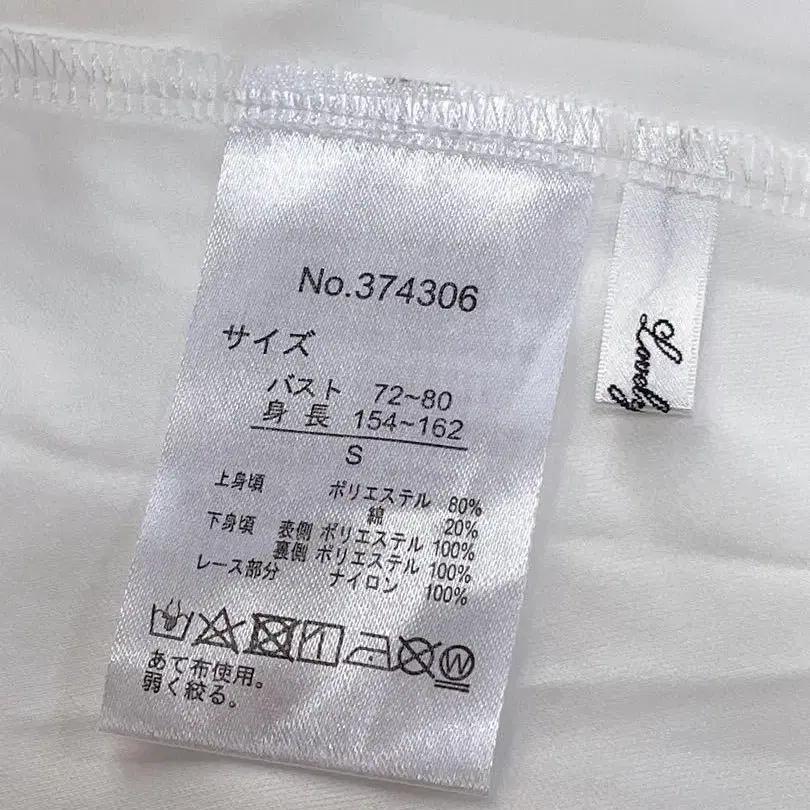 No.374306
サイズ
バスト 72~80
身長 154~162
S
上身頃 ポリエステル 80%
綿 20%
下身頃 表側 ポリエステル 100%
裏側 ポリエステル 100%
レース部分 ナイロン 100%
W
あて布使用。
弱く絞る。
Lovely